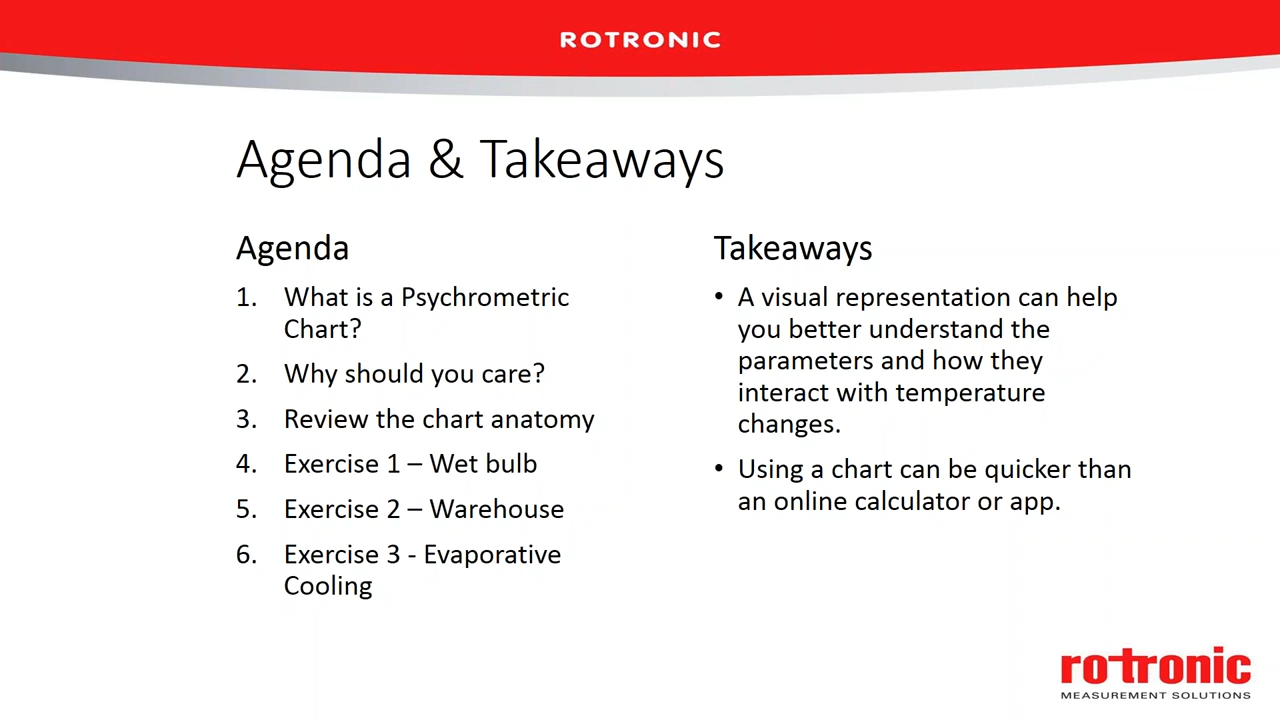 ROTRONIC
Agenda & Takeaways
Agenda
1. What is a Psychrometric
Chart?
2. Why should you care?
3. Review the chart anatomy
4. Exercise 1 – Wet bulb
5. Exercise 2 – Warehouse
6. Exercise 3 - Evaporative
Cooling
Takeaways
• A visual representation can help
you better understand the
parameters and how they
interact with temperature
changes.
• Using a chart can be quicker than
an online calculator or app.
rotronic
MEASUREMENT SOLUTIONS